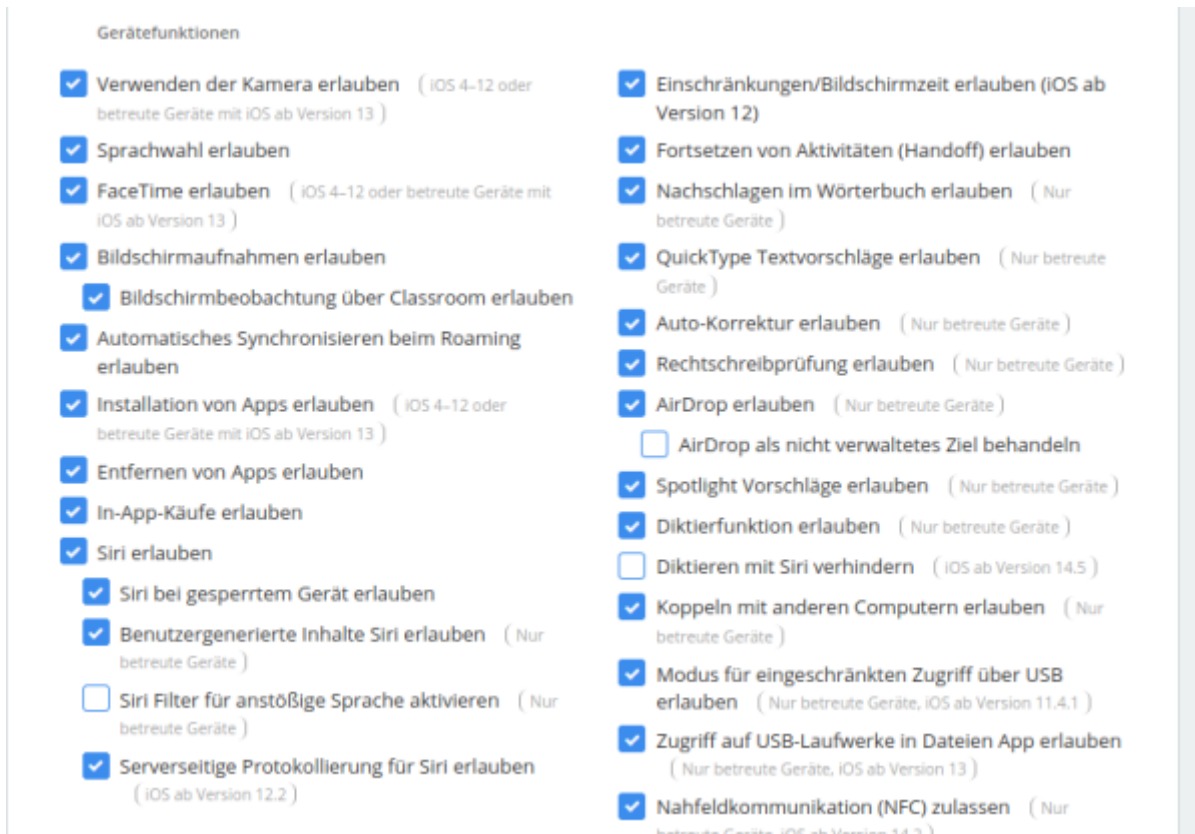 Gerätefunktionen
Verwenden der Kamera erlauben ( iOS 4–12 oder
betreute Geräte mit iOS ab Version 13 )
Sprachwahl erlauben
FaceTime erlauben ( iOS 4–12 oder betreute Geräte mit
iOS ab Version 13 )
Bildschirmaufnahmen erlauben
Bildschirmbeobachtung über Classroom erlauben
Automatisches Synchronisieren beim Roaming
erlauben
Installation von Apps erlauben ( iOS 4–12 oder
betreute Geräte mit iOS ab Version 13 )
Entfernen von Apps erlauben
In-App-Käufe erlauben
Siri erlauben
Siri bei gesperrtem Gerät erlauben
Benutzergenerierte Inhalte Siri erlauben ( Nur
betreute Geräte )
Siri Filter für anstößige Sprache aktivieren ( Nur
betreute Geräte )
Serverseitige Protokollierung für Siri erlauben
( iOS ab Version 12.2 )
Einschränkungen/Bildschirmzeit erlauben (iOS ab
Version 12)
Fortsetzen von Aktivitäten (Handoff) erlauben
Nachschlagen im Wörterbuch erlauben ( Nur
betreute Geräte )
QuickType Textvorschläge erlauben ( Nur betreute
Geräte )
Auto-Korrektur erlauben ( Nur betreute Geräte )
Rechtschreibprüfung erlauben ( Nur betreute Geräte )
AirDrop erlauben ( Nur betreute Geräte )
AirDrop als nicht verwaltetes Ziel behandeln
Spotlight Vorschläge erlauben ( Nur betreute Geräte )
Diktierfunktion erlauben ( Nur betreute Geräte )
Diktieren mit Siri verhindern ( iOS ab Version 14.5 )
Koppeln mit anderen Computern erlauben ( Nur
betreute Geräte )
Modus für eingeschränkten Zugriff über USB
erlauben ( Nur betreute Geräte, iOS ab Version 11.4.1 )
Zugriff auf USB-Laufwerke in Dateien App erlauben
( Nur betreute Geräte, iOS ab Version 13 )
Nahfeldkommunikation (NFC) zulassen ( Nur
betreute Geräte, iOS ab Version 14.2 )